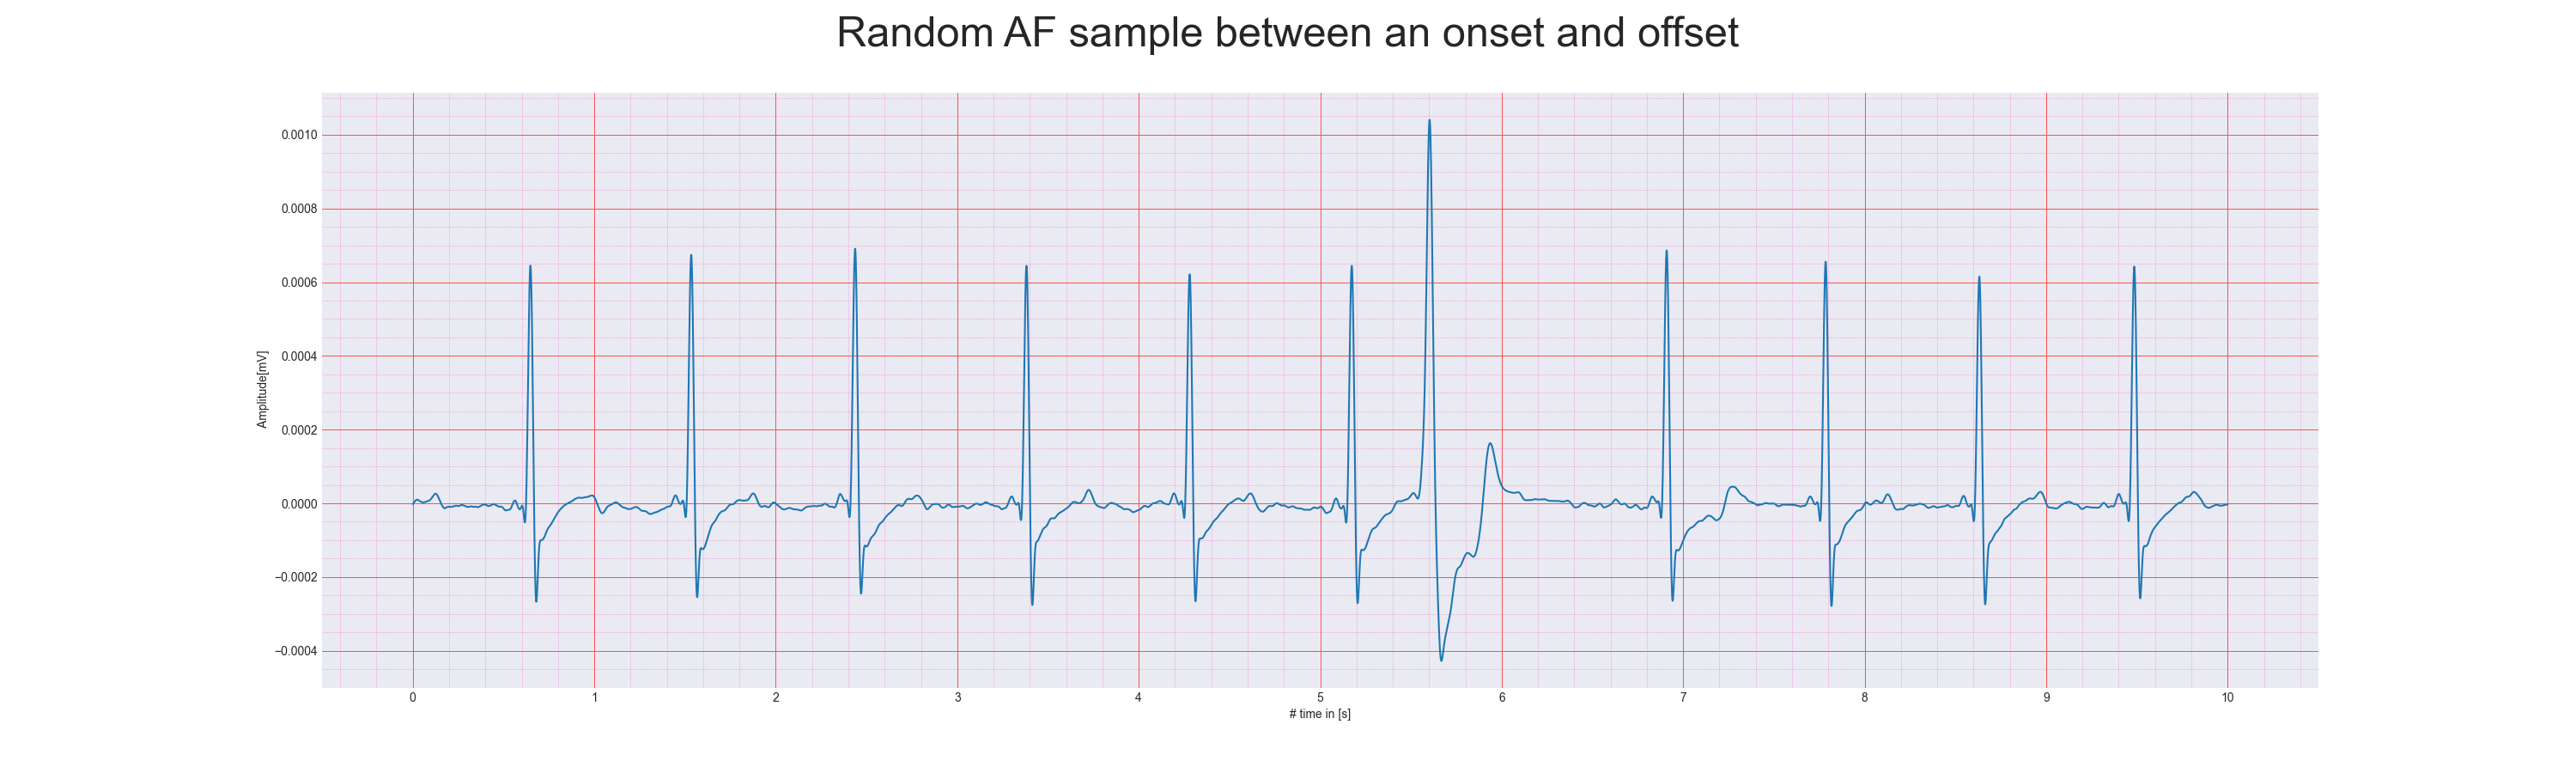 Random AF sample between an onset and offset
0.0010
0.0008
0.0006
0.0004
0.0002
0.0000
−0.0002
−0.0004
Amplitude[mV]
0 1 2 3 4 5 6 7 8 9 10
# time in [s]